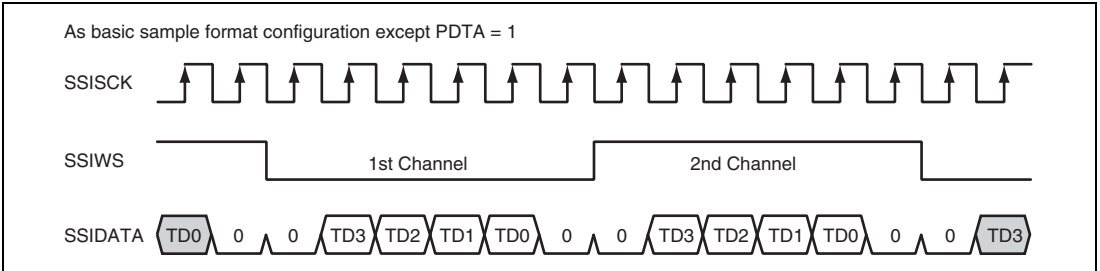 As basic sample format configuration except PDTA = 1
SSISCK
SSIWS 1st Channel 2nd Channel
SSIDATA TD0 0 0 TD3 TD2 TD1 TD0 0 0 TD3 TD2 TD1 TD0 0 0 TD3